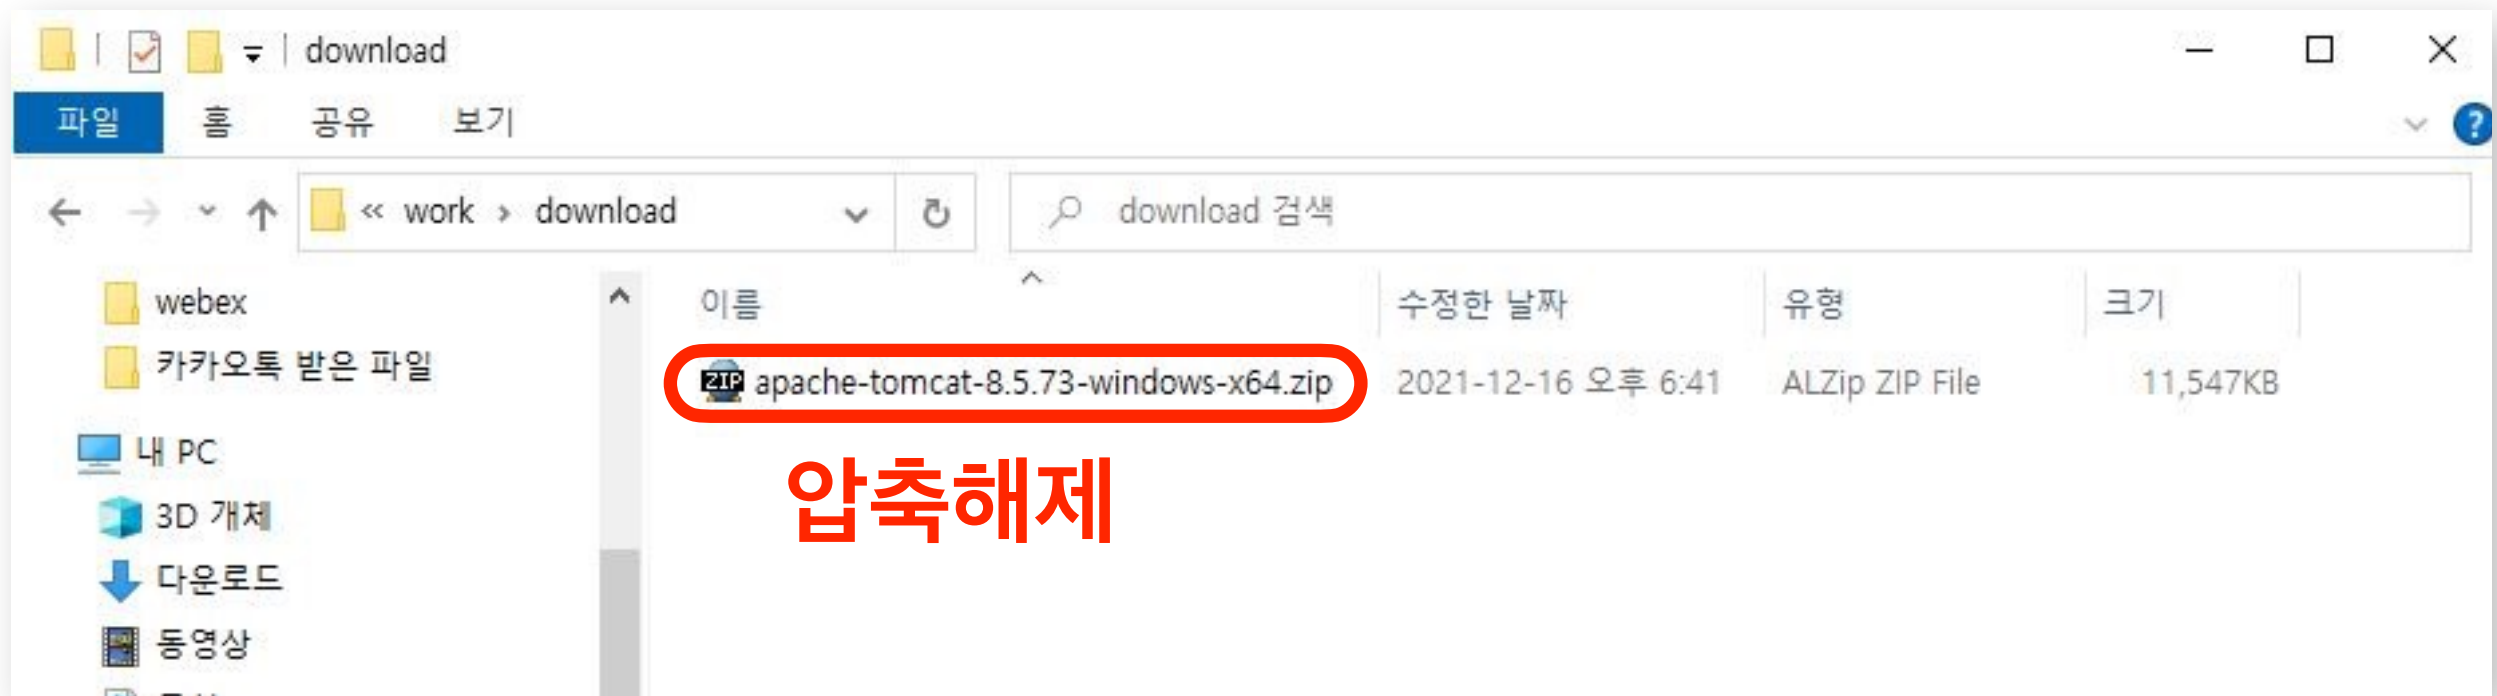 download
파일 홈 공유 보기
« work › download download 검색
이름 수정한 날짜 유형 크기
webex
apache-tomcat-8.5.73-windows-x64.zip 2021-12-16 오후 6:41 ALZip ZIP File 11,547KB
카카오톡 받은 파일
압축해제
내 PC
3D 개체
다운로드
동영상